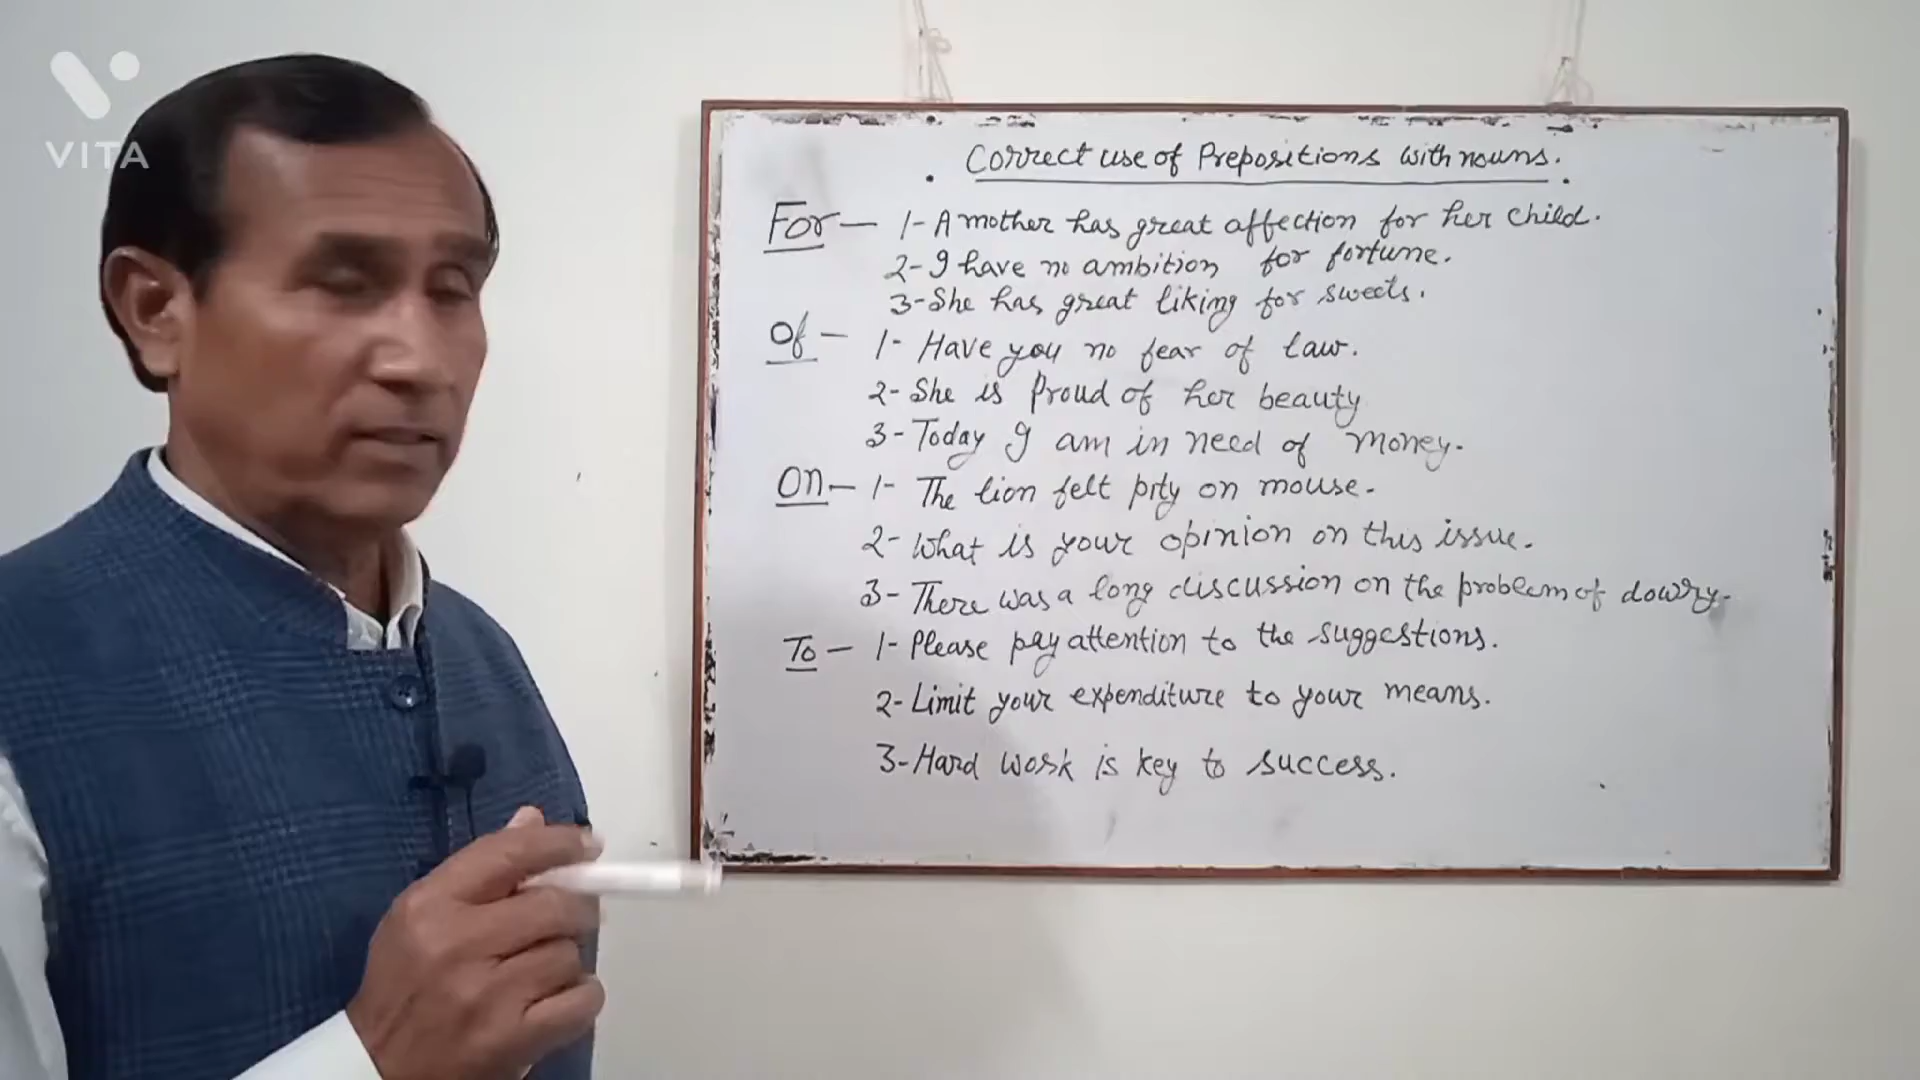 VITA
Correct use of Prepositions with nouns.
For — 1- A mother has great affection for her child.
2- I have no ambition for fortune.
3- She has great liking for sweets.
Of — 1- Have you no fear of law.
2- She is Proud of her beauty
3- Today I am in need of money.
On — 1- The lion felt pity on mouse.
2- What is your opinion on this issue.
3- There was a long discussion on the problem of dowry.
To — 1- Please pay attention to the suggestions.
2- Limit your expenditure to your means.
3- Hard work is key to success.